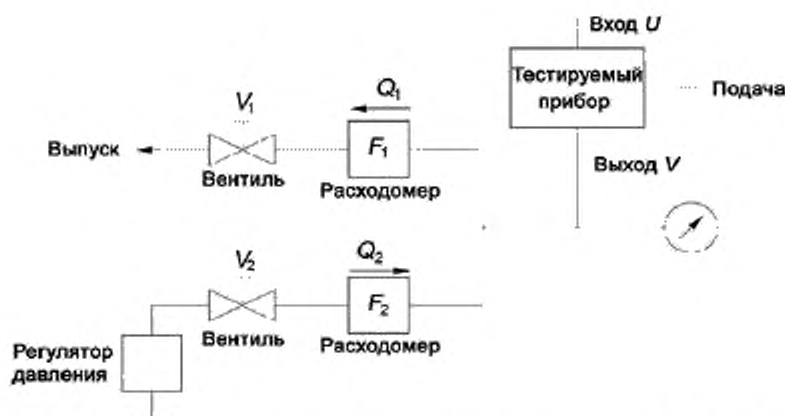 Вход U
Тестируемый
прибор
Подача
Q₁
V₁
F₁
Выпуск
Вентиль
Расходомер
Выход V
Q₂
V₂
F₂
Вентиль
Расходомер
Регулятор
давления